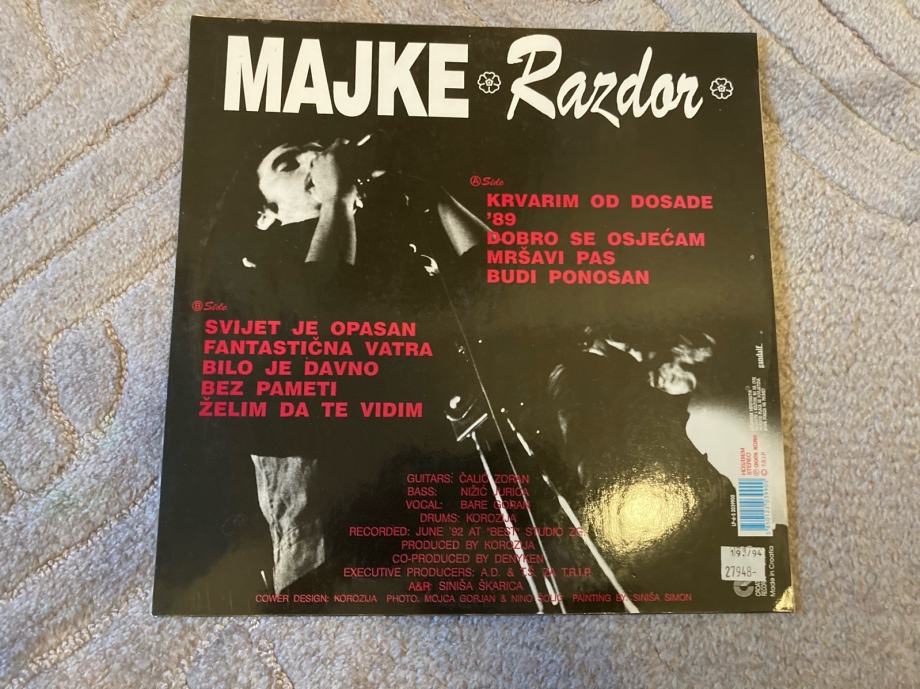 MAJKE Razdor
A Side
KRVARIM OD DOSADE
'89
DOBRO SE OSJEĆAM
MRŠAVI PAS
BUDI PONOSAN
B Side
SVIJET JE OPASAN
FANTASTIČNA VATRA
BILO JE DAVNO
BEZ PAMETI
ŽELIM DA TE VIDIM
GUITARS: ČALIĆ ZORAN
BASS: NIŽIĆ JURICA
VOCAL: BARE GORAN
DRUMS: KOROZIJA
RECORDED: JUNE '92 AT "BEST" STUDIO ZG.
PRODUCED BY KOROZIJA
CO-PRODUCED BY DENYKEN
EXECUTIVE PRODUCERS: A.D. & T.S. ZA T.R.I.P.
A&R: SINIŠA ŠKARICA
COWER DESIGN: KOROZIJA PHOTO. MOJCA GORJAN & NINO PAINTING BY: SINIŠA SIMON
STEREO
193/94
27948-
Made in Croatia